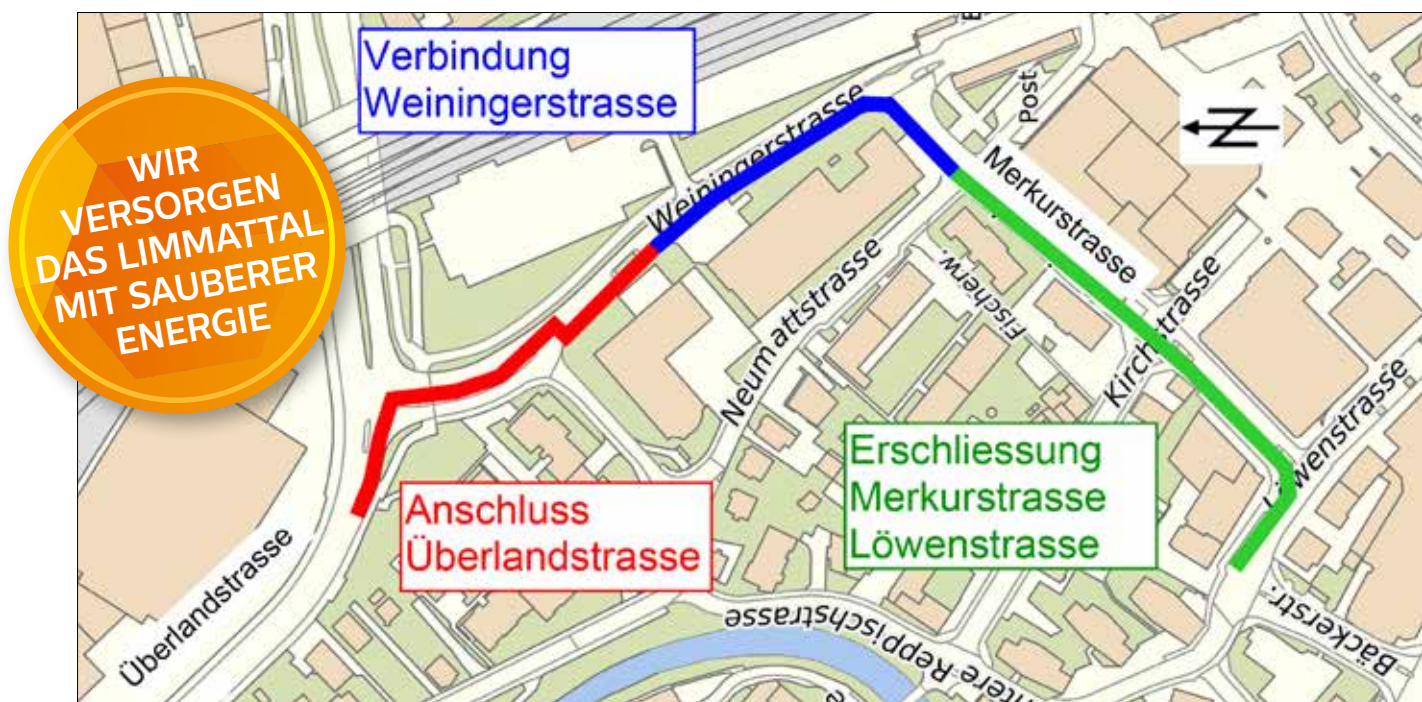 Verbindung
Weiningerstrasse
WIR
VERSORGEN
DAS LIMMATTAL
MIT SAUBERER
ENERGIE
Weiningerstrasse
Post
N
Merkurstrasse
Fischerw.
Neumattstrasse
Kirchstrasse
Löwenstrasse
Anschluss
Überlandstrasse
Erschliessung
Merkurstrasse
Löwenstrasse
Überlandstrasse
ntere Reppischstrasse
Bäckerstr.